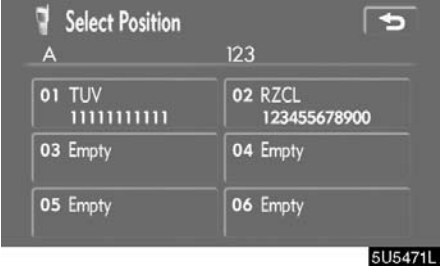 Select Position
A 123
01 TUV 02 RZCL
11111111111 123455678900
03 Empty 04 Empty
05 Empty 06 Empty
5U5471L